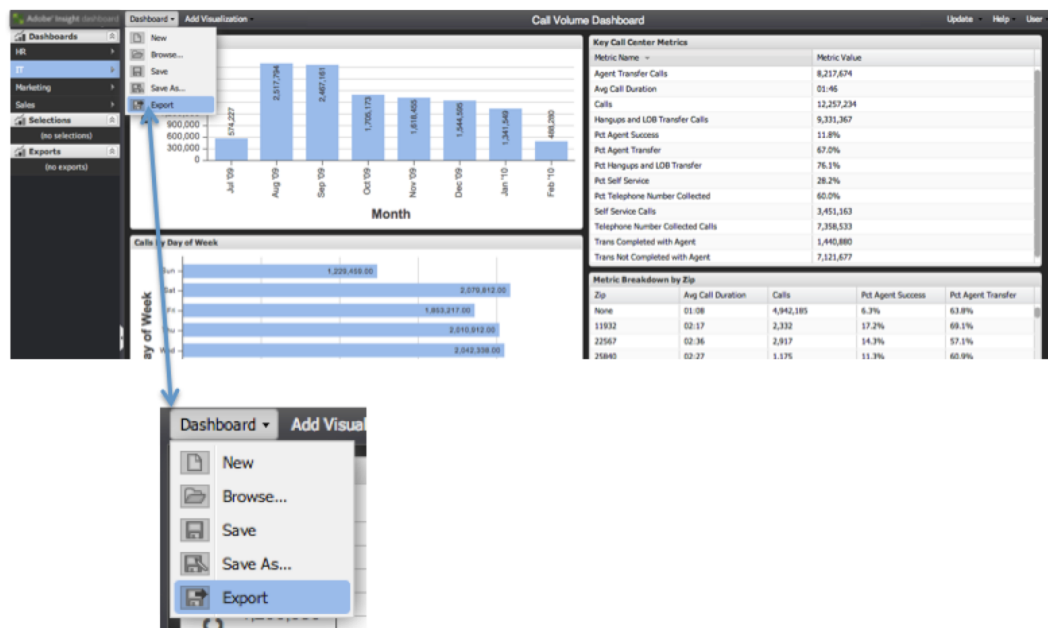 Adobe® Insight dashboard
Dashboard
Add Visualization
Call Volume Dashboard
Update
Help
User
Dashboards
HR
IT
Marketing
Sales
Selections
(no selections)
Exports
(no exports)
New
Browse...
Save
Save As...
Export
900,000
600,000
300,000
0
574,227
2,517,794
2,467,161
1,705,173
1,618,455
1,544,595
1,341,549
488,280
Jul '09
Aug '09
Sep '09
Oct '09
Nov '09
Dec '09
Jan '10
Feb '10
Month
Calls by Day of Week
Day of Week
Sun
1,229,456.00
Sat
2,079,812.00
Fri
1,853,217.00
Thu
2,010,912.00
Wed
2,042,338.00
Key Call Center Metrics
Metric Name Metric Value
Agent Transfer Calls 8,217,674
Avg Call Duration 01:46
Calls 12,257,234
Hangups and LOB Transfer Calls 9,331,367
Pct Agent Success 11.8%
Pct Agent Transfer 67.0%
Pct Hangups and LOB Transfer 76.1%
Pct Self Service 28.2%
Pct Telephone Number Collected 60.0%
Self Service Calls 3,451,163
Telephone Number Collected Calls 7,358,533
Trans Completed with Agent 1,440,880
Trans Not Completed with Agent 7,121,677
Metric Breakdown by Zip
Zip Avg Call Duration Calls Pct Agent Success Pct Agent Transfer
None 01:08 4,942,185 6.3% 63.8%
11932 02:17 2,332 17.2% 69.1%
22567 02:36 2,917 14.3% 57.1%
25840 02:27 1,175 11.3% 60.9%
Dashboard
Add Visual
New
Browse...
Save
Save As...
Export